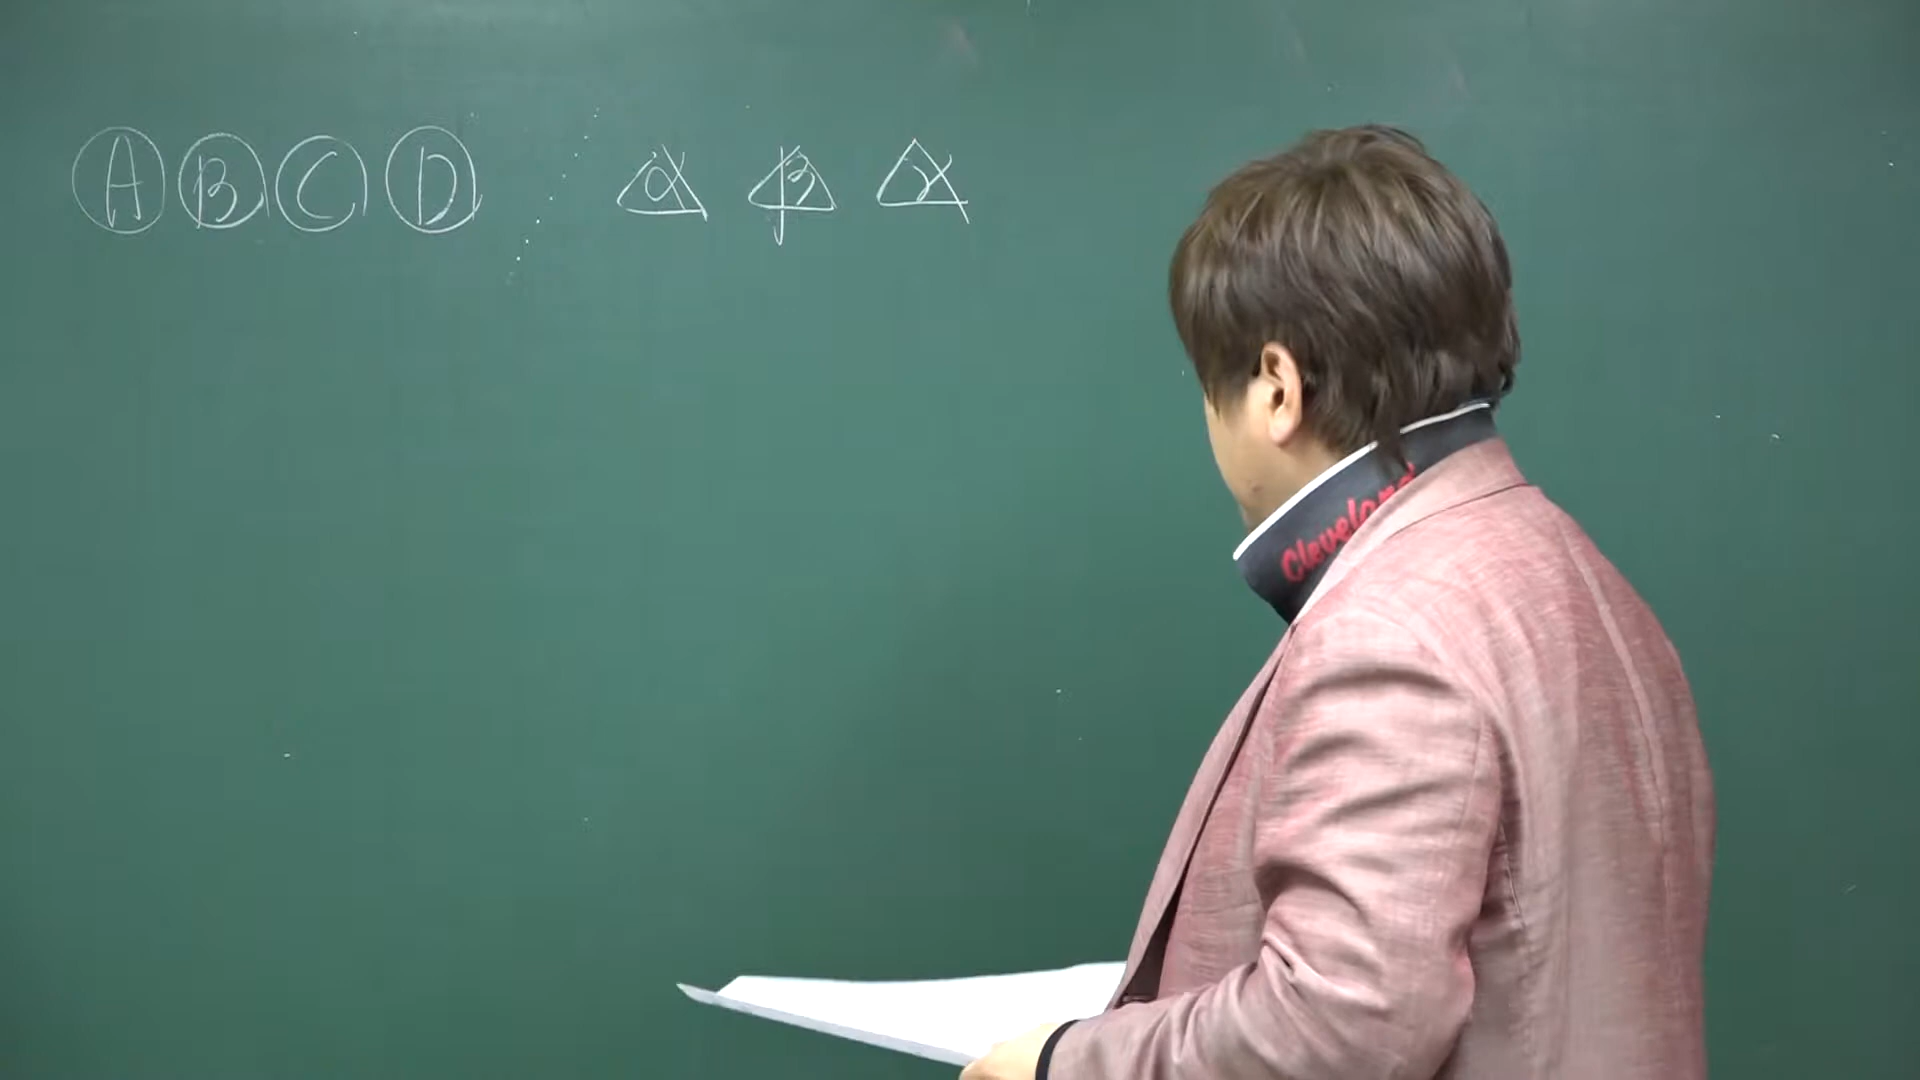 A B C D α β γ
Cleveland